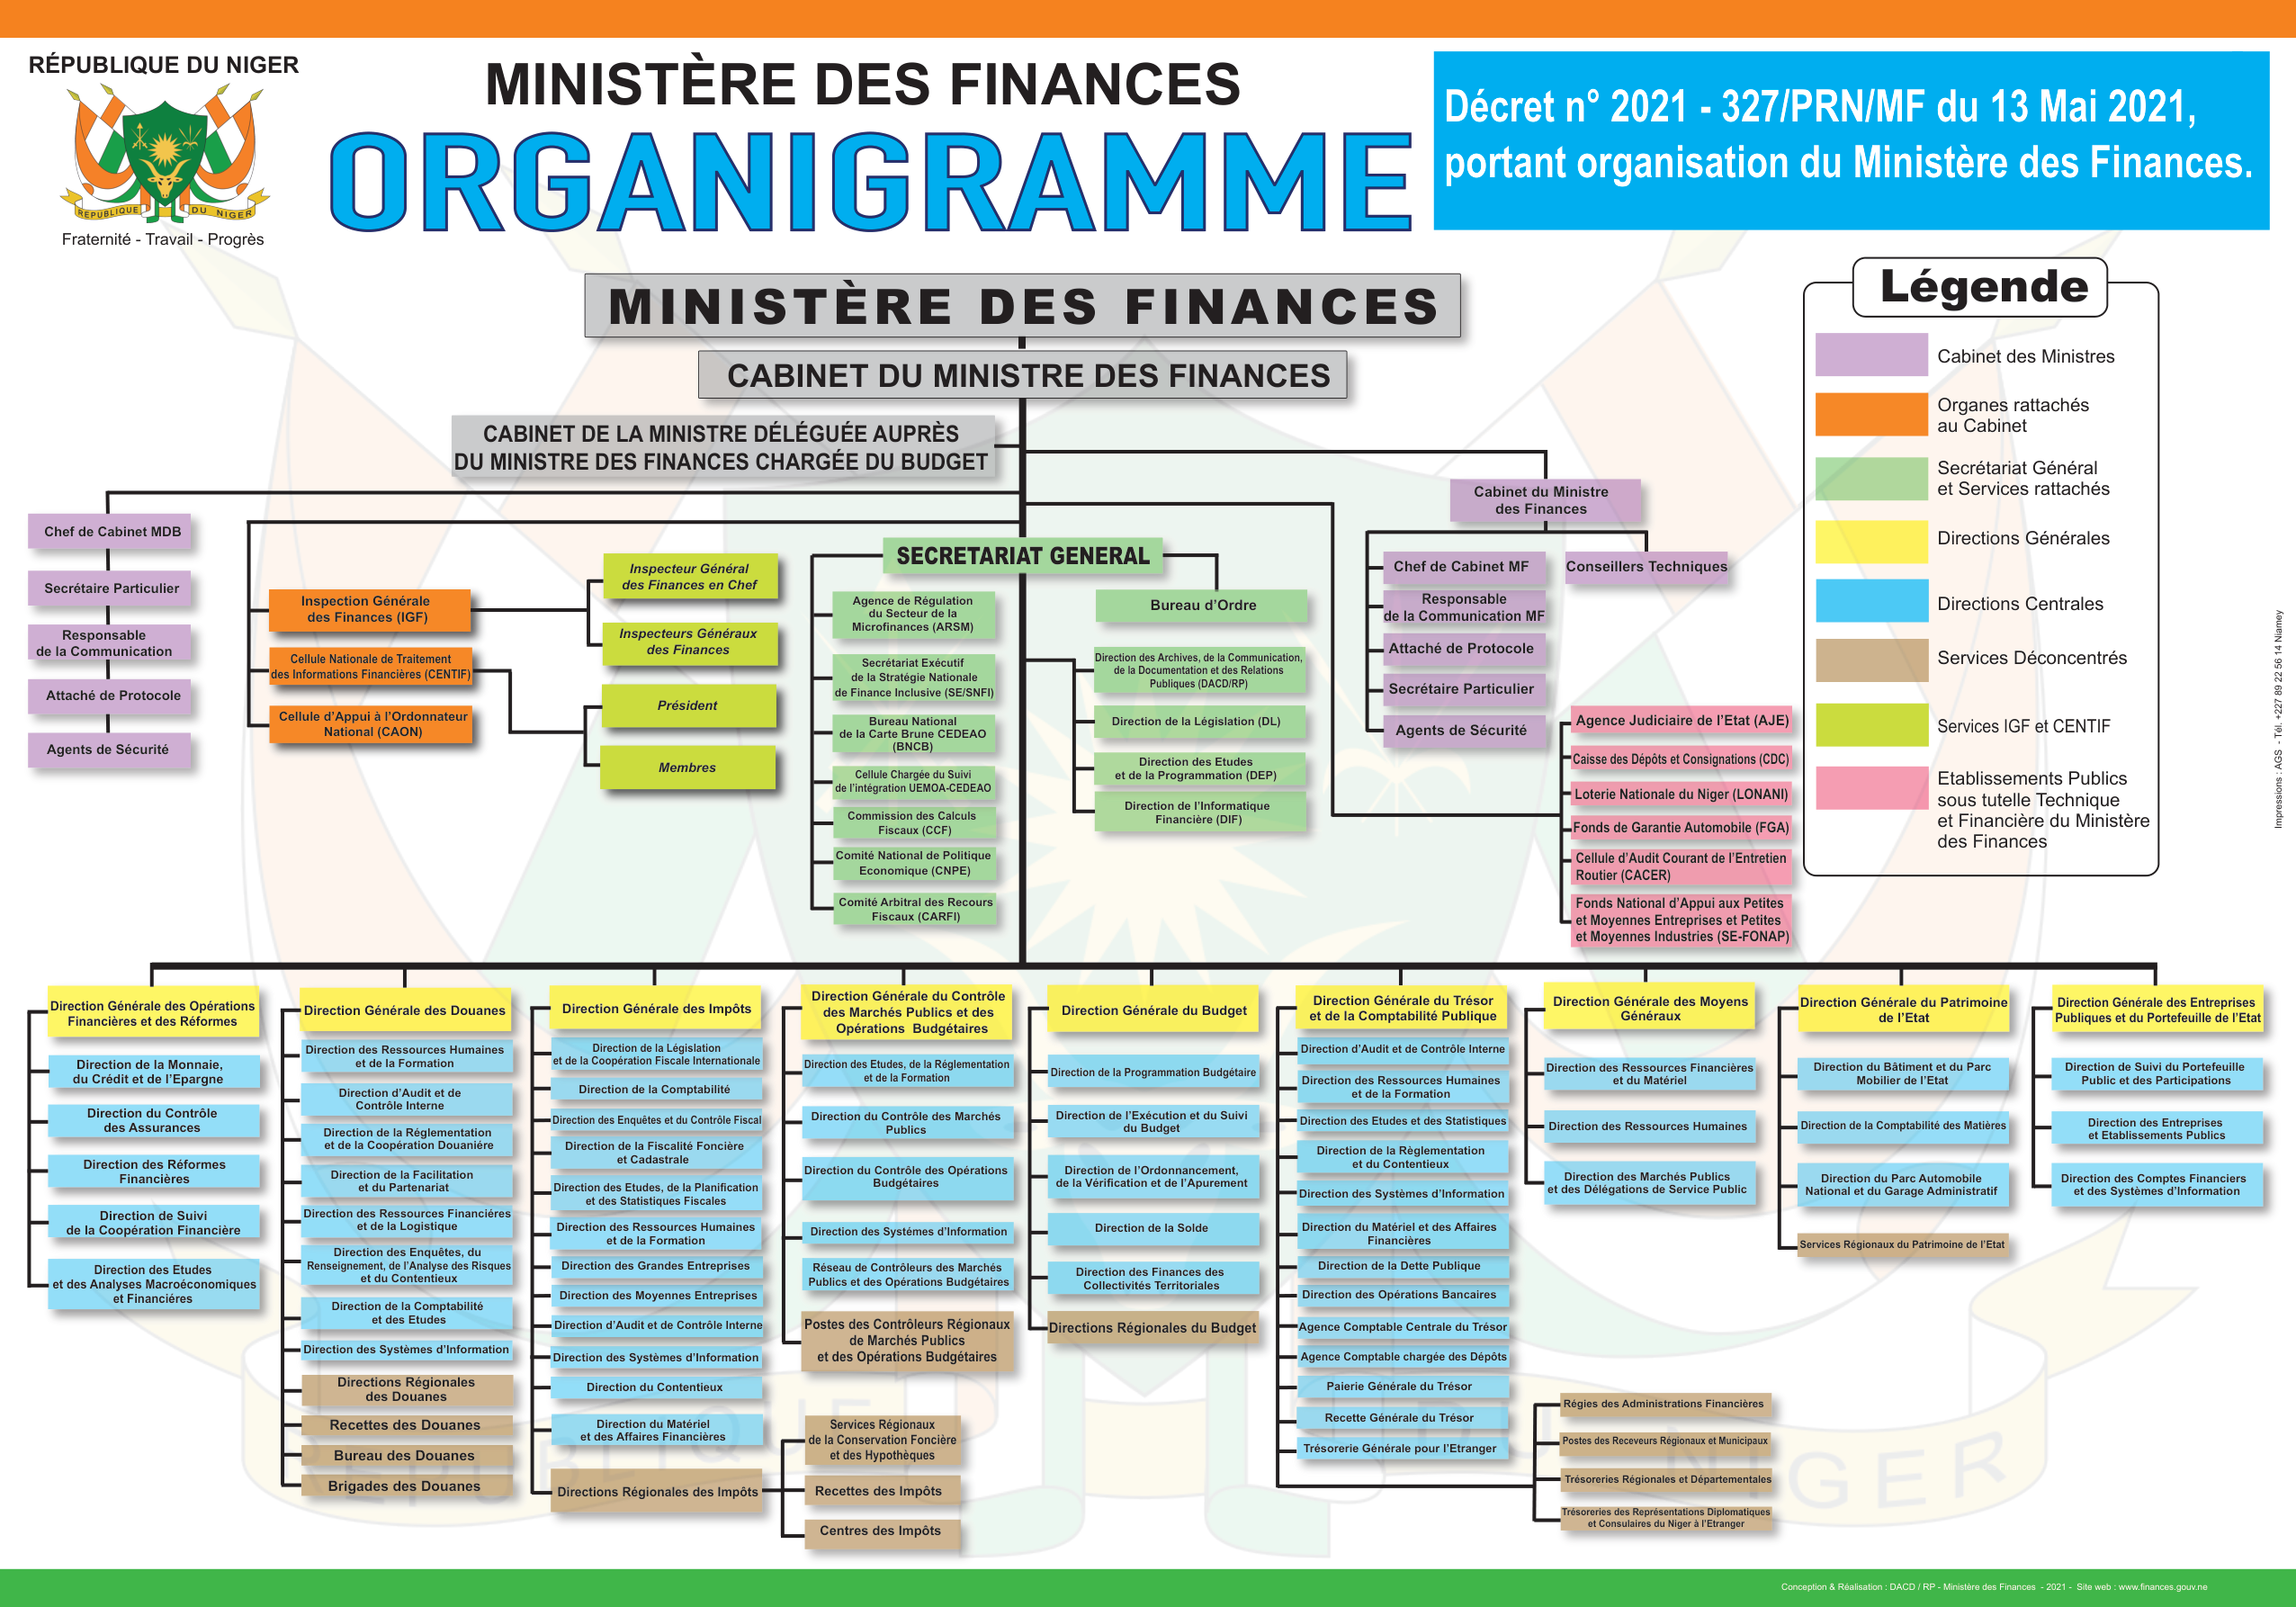 RÉPUBLIQUE DU NIGER
RÉPUBLIQUE DU NIGER
Fraternité - Travail - Progrès
MINISTÈRE DES FINANCES
ORGANIGRAMME
Décret n° 2021 - 327/PRN/MF du 13 Mai 2021,
portant organisation du Ministère des Finances.
MINISTÈRE DES FINANCES
CABINET DU MINISTRE DES FINANCES
CABINET DE LA MINISTRE DÉLÉGUÉE AUPRÈS
DU MINISTRE DES FINANCES CHARGÉE DU BUDGET
Légende
Cabinet des Ministres
Organes rattachés
au Cabinet
Secrétariat Général
et Services rattachés
Directions Générales
Directions Centrales
Services Déconcentrés
Services IGF et CENTIF
Etablissements Publics
sous tutelle Technique
et Financière du Ministère
des Finances
Impressions : AGS - Tél. +227 89 22 56 14 Niamey
Chef de Cabinet MDB
Secrétaire Particulier
Responsable
de la Communication
Attaché de Protocole
Agents de Sécurité
Inspection Générale
des Finances (IGF)
Cellule Nationale de Traitement
des Informations Financières (CENTIF)
Cellule d'Appui à l'Ordonnateur
National (CAON)
Inspecteur Général
des Finances en Chef
Inspecteurs Généraux
des Finances
Président
Membres
SECRETARIAT GENERAL
Agence de Régulation
du Secteur de la
Microfinances (ARSM)
Secrétariat Exécutif
de la Stratégie Nationale
de Finance Inclusive (SE/SNFI)
Bureau National
de la Carte Brune CEDEAO
(BNCB)
Cellule Chargée du Suivi
de l'intégration UEMOA-CEDEAO
Commission des Calculs
Fiscaux (CCF)
Comité National de Politique
Economique (CNPE)
Comité Arbitral des Recours
Fiscaux (CARFI)
Bureau d'Ordre
Direction des Archives, de la Communication,
de la Documentation et des Relations
Publiques (DACD/RP)
Direction de la Législation (DL)
Direction des Etudes
et de la Programmation (DEP)
Direction de l'Informatique
Financière (DIF)
Cabinet du Ministre
des Finances
Chef de Cabinet MF
Responsable
de la Communication MF
Attaché de Protocole
Secrétaire Particulier
Agents de Sécurité
Conseillers Techniques
Agence Judiciaire de l'Etat (AJE)
Caisse des Dépôts et Consignations (CDC)
Loterie Nationale du Niger (LONANI)
Fonds de Garantie Automobile (FGA)
Cellule d'Audit Courant de l'Entretien
Routier (CACER)
Fonds National d'Appui aux Petites
et Moyennes Entreprises et Petites
et Moyennes Industries (SE-FONAP)
Direction Générale des Opérations
Financières et des Réformes
Direction de la Monnaie,
du Crédit et de l'Epargne
Direction du Contrôle
des Assurances
Direction des Réformes
Financières
Direction de Suivi
de la Coopération Financière
Direction des Etudes
et des Analyses Macroéconomiques
et Financiéres
Direction Générale des Douanes
Direction des Ressources Humaines
et de la Formation
Direction d'Audit et de
Contrôle Interne
Direction de la Réglementation
et de la Coopération Douaniére
Direction de la Facilitation
et du Partenariat
Direction des Ressources Financiéres
et de la Logistique
Direction des Enquêtes, du
Renseignement, de l'Analyse des Risques
et du Contentieux
Direction de la Comptabilité
et des Etudes
Direction des Systèmes d'Information
Directions Régionales
des Douanes
Recettes des Douanes
Bureau des Douanes
Brigades des Douanes
Direction Générale des Impôts
Direction de la Législation
et de la Coopération Fiscale Internationale
Direction de la Comptabilité
Direction des Enquêtes et du Contrôle Fiscal
Direction de la Fiscalité Foncière
et Cadastrale
Direction des Etudes, de la Planification
et des Statistiques Fiscales
Direction des Ressources Humaines
et de la Formation
Direction des Grandes Entreprises
Direction des Moyennes Entreprises
Direction d'Audit et de Contrôle Interne
Direction des Systèmes d'Information
Direction du Contentieux
Direction du Matériel
et des Affaires Financières
Directions Régionales des Impôts
Services Régionaux
de la Conservation Foncière
et des Hypothèques
Recettes des Impôts
Centres des Impôts
Direction Générale du Contrôle
des Marchés Publics et des
Opérations Budgétaires
Direction des Etudes, de la Réglementation
et de la Formation
Direction du Contrôle des Marchés
Publics
Direction du Contrôle des Opérations
Budgétaires
Direction des Systémes d'Information
Réseau de Contrôleurs des Marchés
Publics et des Opérations Budgétaires
Postes des Contrôleurs Régionaux
de Marchés Publics
et des Opérations Budgétaires
Direction Générale du Budget
Direction de la Programmation Budgétaire
Direction de l'Exécution et du Suivi
du Budget
Direction de l'Ordonnancement,
de la Vérification et de l'Apurement
Direction de la Solde
Direction des Finances des
Collectivités Territoriales
Directions Régionales du Budget
Direction Générale du Trésor
et de la Comptabilité Publique
Direction d'Audit et de Contrôle Interne
Direction des Ressources Humaines
et de la Formation
Direction des Etudes et des Statistiques
Direction de la Règlementation
et du Contentieux
Direction des Systèmes d'Information
Direction du Matériel et des Affaires
Financières
Direction de la Dette Publique
Direction des Opérations Bancaires
Agence Comptable Centrale du Trésor
Agence Comptable chargée des Dépôts
Paierie Générale du Trésor
Recette Générale du Trésor
Trésorerie Générale pour l'Etranger
Régies des Administrations Financières
Postes des Receveurs Régionaux et Municipaux
Trésoreries Régionales et Départementales
Trésoreries des Représentations Diplomatiques
et Consulaires du Niger à l'Etranger
Direction Générale des Moyens
Généraux
Direction des Ressources Financières
et du Matériel
Direction des Ressources Humaines
Direction des Marchés Publics
et des Délégations de Service Public
Direction Générale du Patrimoine
de l'Etat
Direction du Bâtiment et du Parc
Mobilier de l'Etat
Direction de la Comptabilité des Matières
Direction du Parc Automobile
National et du Garage Administratif
Services Régionaux du Patrimoine de l'Etat
Direction Générale des Entreprises
Publiques et du Portefeuille de l'Etat
Direction de Suivi du Portefeuille
Public et des Participations
Direction des Entreprises
et Etablissements Publics
Direction des Comptes Financiers
et des Systèmes d'Information
RÉPUBLIQUE DU NIGER
Conception & Réalisation : DACD / RP - Ministère des Finances - 2021 - Site web : www.finances.gouv.ne